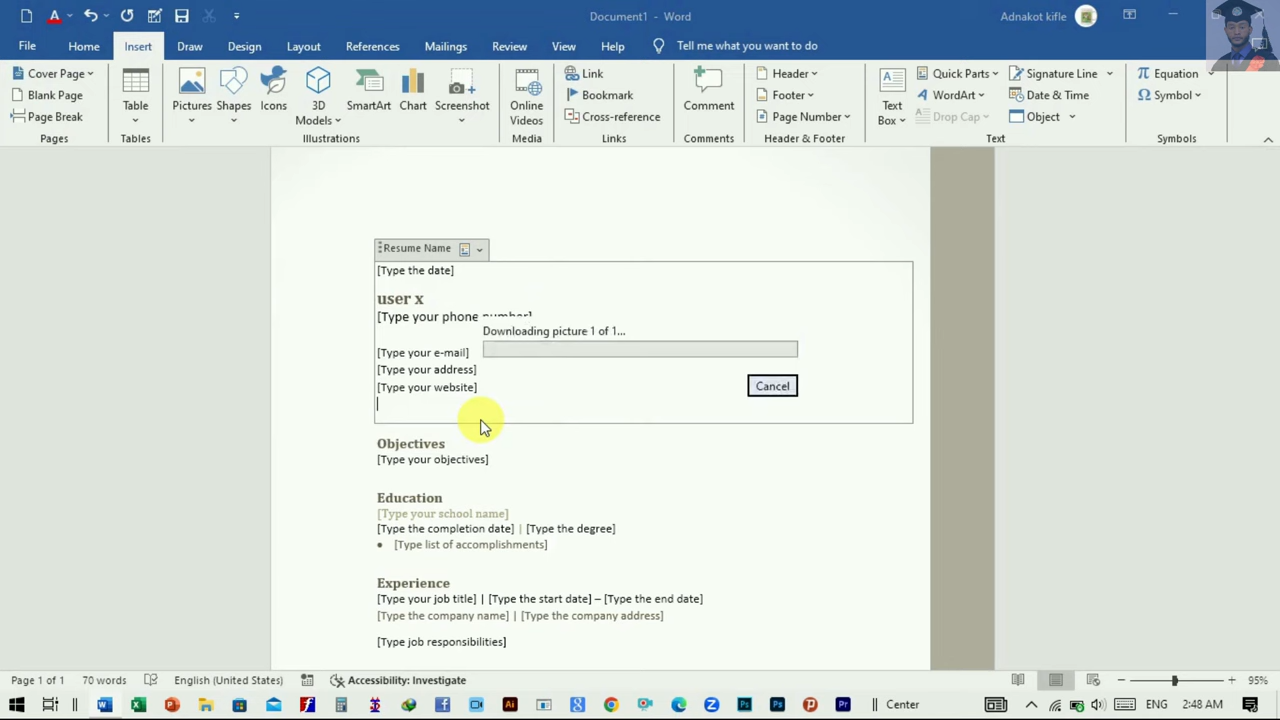 Document1 - Word
Adnakot kifle
File Home Insert Draw Design Layout References Mailings Review View Help Tell me what you want to do
Cover Page
Blank Page
Page Break
Pages
Table
Tables
Pictures
Shapes
Icons
3D
Models
SmartArt
Chart
Screenshot
Illustrations
Online
Videos
Media
Link
Bookmark
Cross-reference
Links
Comment
Comments
Header
Footer
Page Number
Header & Footer
Text
Box
Quick Parts
WordArt
Drop Cap
Signature Line
Date & Time
Object
Text
Equation
Symbol
Symbols
Resume Name
[Type the date]
user x
[Type your phone number]
Downloading picture 1 of 1...
[Type your e-mail]
[Type your address]
Cancel
[Type your website]
Objectives
[Type your objectives]
Education
[Type your school name]
[Type the completion date] | [Type the degree]
• [Type list of accomplishments]
Experience
[Type your job title] | [Type the start date] – [Type the end date]
[Type the company name] | [Type the company address]
[Type job responsibilities]
Page 1 of 1 70 words English (United States) Accessibility: Investigate 95%
Center ENG 2:48 AM